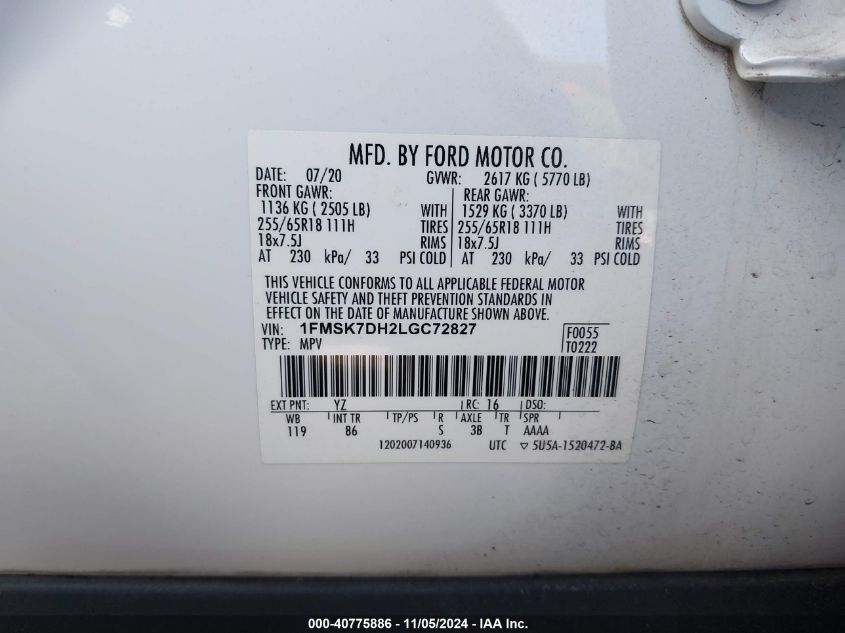 MFD. BY FORD MOTOR CO.
DATE: 07/20 GVWR: 2617 KG ( 5770 LB)
FRONT GAWR: REAR GAWR:
1136 KG ( 2505 LB) WITH 1529 KG ( 3370 LB) WITH
255/65R18 111H TIRES 255/65R18 111H TIRES
18x7.5J RIMS 18x7.5J RIMS
AT 230 kPa/ 33 PSI COLD AT 230 kPa/ 33 PSI COLD
THIS VEHICLE CONFORMS TO ALL APPLICABLE FEDERAL MOTOR
VEHICLE SAFETY AND THEFT PREVENTION STANDARDS IN
EFFECT ON THE DATE OF MANUFACTURE SHOWN ABOVE.
VIN: 1FMSK7DH2LGC72827 F0055
TYPE: MPV T0222
EXT PNT: YZ RC: 16 DSO:
WB INT TR TP/PS R AXLE TR SPR
119 86 S 3B T AAAA
1202007140936 UTC ▽ 5U5A-1520472-BA
000-40775886 - 11/05/2024 - IAA Inc.